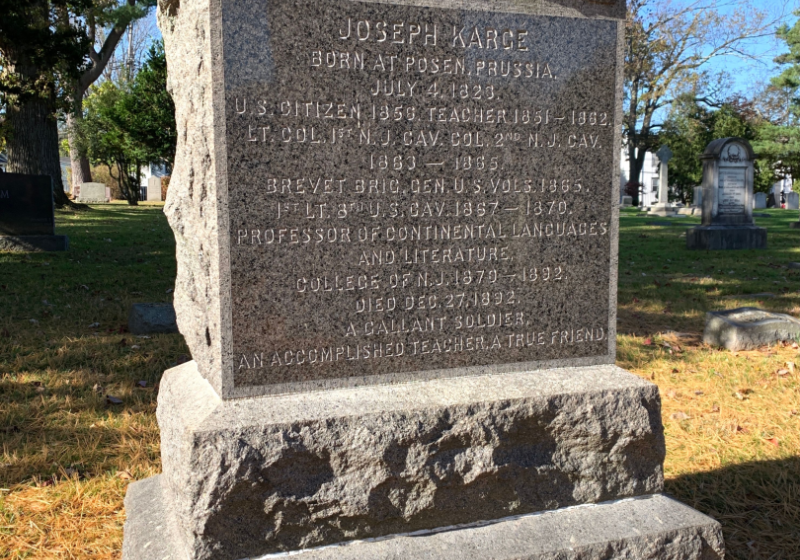 JOSEPH KARGE
BORN AT POSEN, PRUSSIA,
JULY 4, 1823.
U.S. CITIZEN 1856. TEACHER 1851–1862.
LT. COL. 1ST N.J. CAV. COL. 2ND N.J. CAV.
1863 — 1865.
BREVET BRIG. GEN. U.S. VOLS. 1865.
1ST LT. 8TH U.S. CAV. 1867–1870.
PROFESSOR OF CONTINENTAL LANGUAGES
AND LITERATURE,
COLLEGE OF N.J. 1870–1892.
DIED DEC. 27, 1892.
A GALLANT SOLDIER,
AN ACCOMPLISHED TEACHER, A TRUE FRIEND.